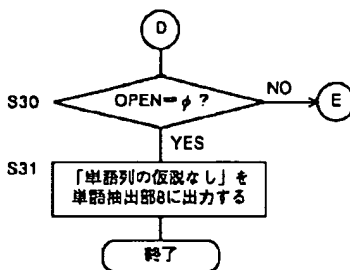 D
S30
OPEN=φ ?
NO
E
YES
S31
「単語列の仮説なし」を
単語抽出部8に出力する
終了